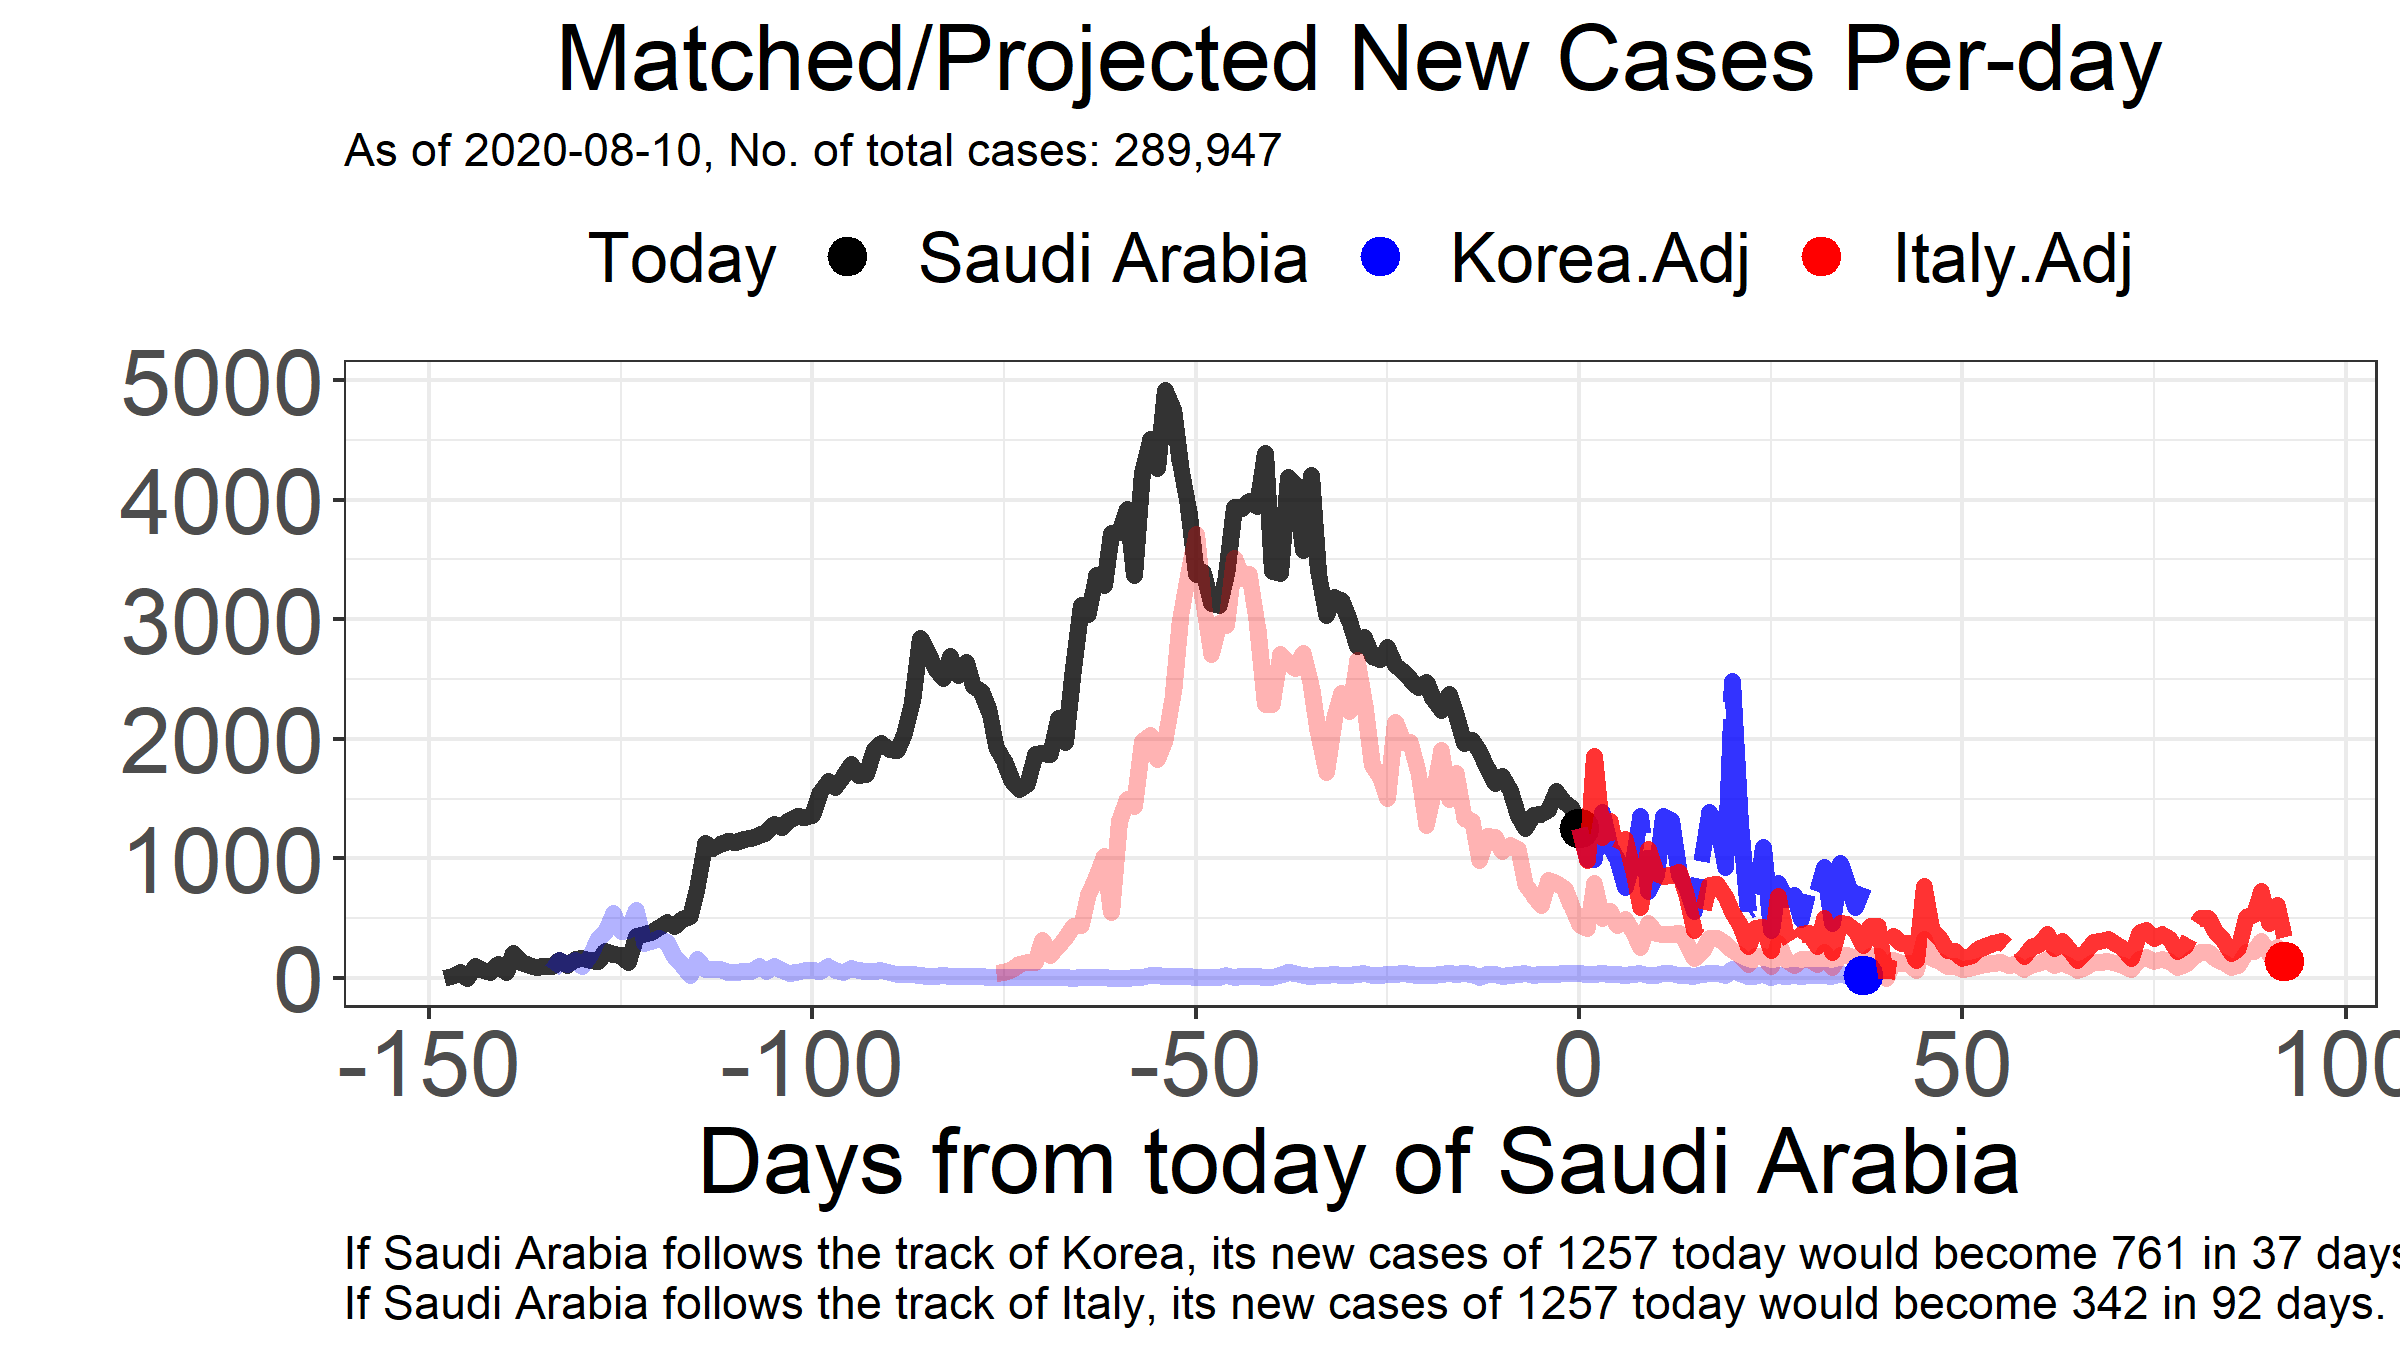 Matched/Projected New Cases Per-day
As of 2020-08-10, No. of total cases: 289,947
Today Saudi Arabia Korea.Adj Italy.Adj
5000
4000
3000
2000
1000
0
-150 -100 -50 0 50 100
Days from today of Saudi Arabia
If Saudi Arabia follows the track of Korea, its new cases of 1257 today would become 761 in 37 days
If Saudi Arabia follows the track of Italy, its new cases of 1257 today would become 342 in 92 days.